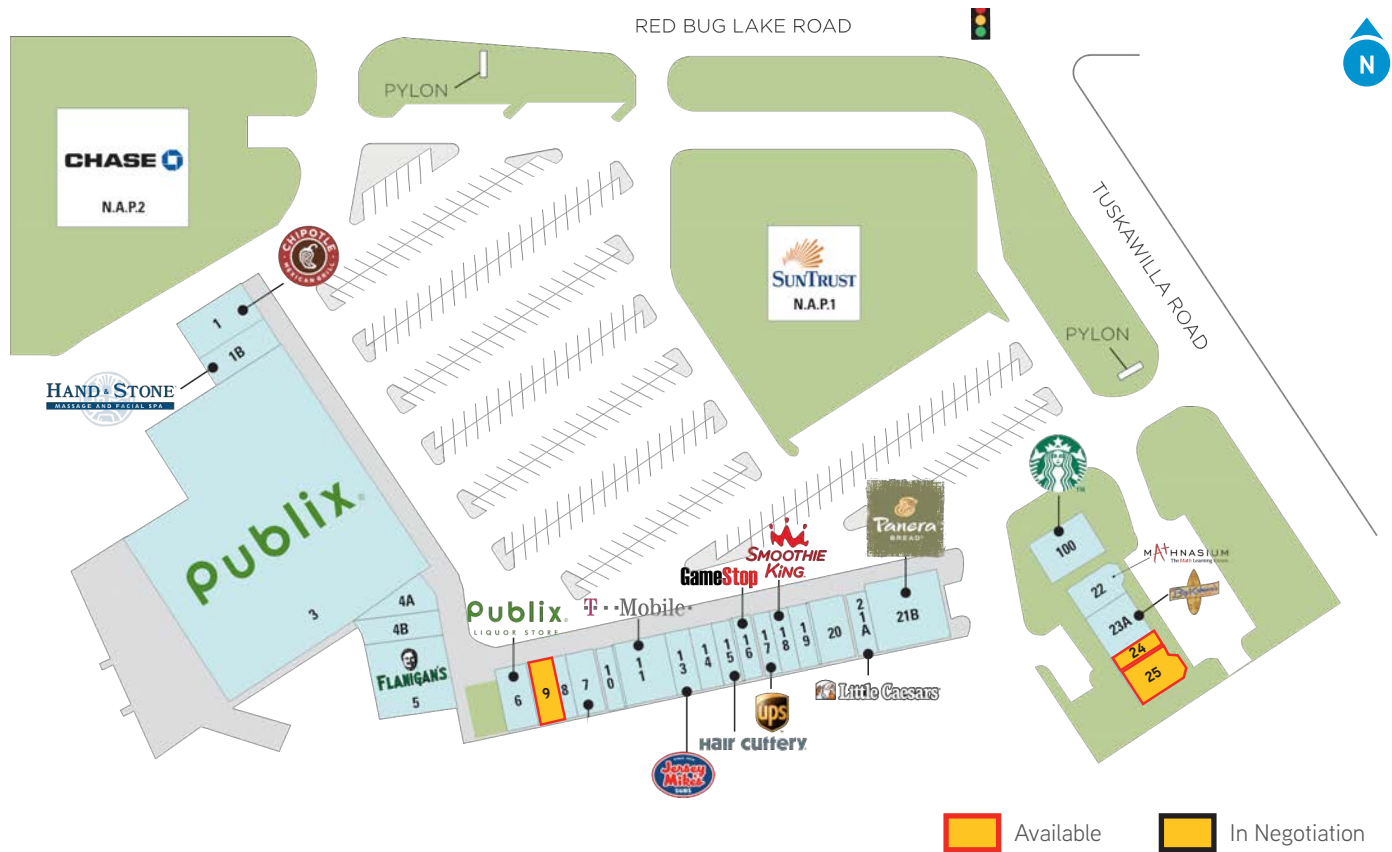 RED BUG LAKE ROAD
N
PYLON
CHASE
N.A.P.2
TUSKAWILLA ROAD
CHIPOTLE
MEXICAN GRILL
SUNTRUST
N.A.P.1
PYLON
1
1B
HAND & STONE
MASSAGE AND FACIAL SPA
Publix
3
4A
4B
FLANIGAN'S
5
Publix
LIQUOR STORE
T··Mobile·
GameStop
SMOOTHIE
KING
Panera
BREAD
6
9
8
7
10
11
13
14
15
16
17
18
19
20
21A
21B
100
MATHNASIUM
The Math Learning Center
22
23A
24
25
Little Caesars
ups
Hair cuttery
Jersey
Mike's
SUBS
Available
In Negotiation